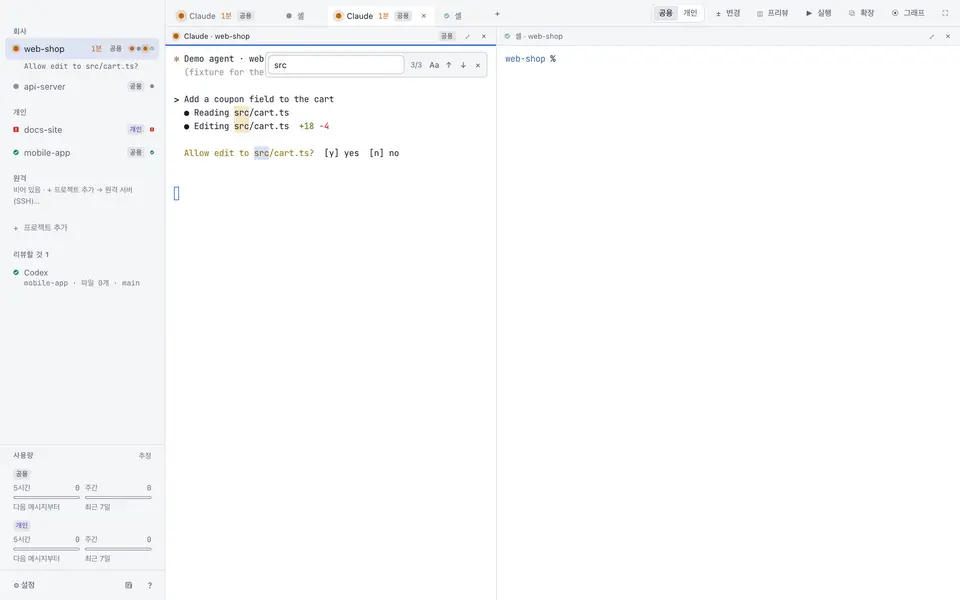 회사
web-shop 1분 공용
Allow edit to src/cart.ts?
api-server 공용
개인
docs-site 개인
mobile-app 공용
원격
비어 있음 · + 프로젝트 추가 → 원격 서버
(SSH)...
+ 프로젝트 추가
리뷰할 것 1
Codex
mobile-app · 파일 0개 · main
사용량 추정
공용
5시간 0 주간 0
다음 메시지부터 최근 7일
개인
5시간 0 주간 0
다음 메시지부터 최근 7일
설정 ?
Claude 1분 공용
셸
Claude 1분 공용 ×
셸
+
공용 개인 ± 변경 프리뷰 실행 확장 그래프
Claude · web-shop 공용 ×
Demo agent · web
(fixture for the
src 3/3 Aa ↑ ↓ ×
> Add a coupon field to the cart
● Reading src/cart.ts
● Editing src/cart.ts +18 -4
Allow edit to src/cart.ts? [y] yes [n] no
셸 · web-shop ×
web-shop %